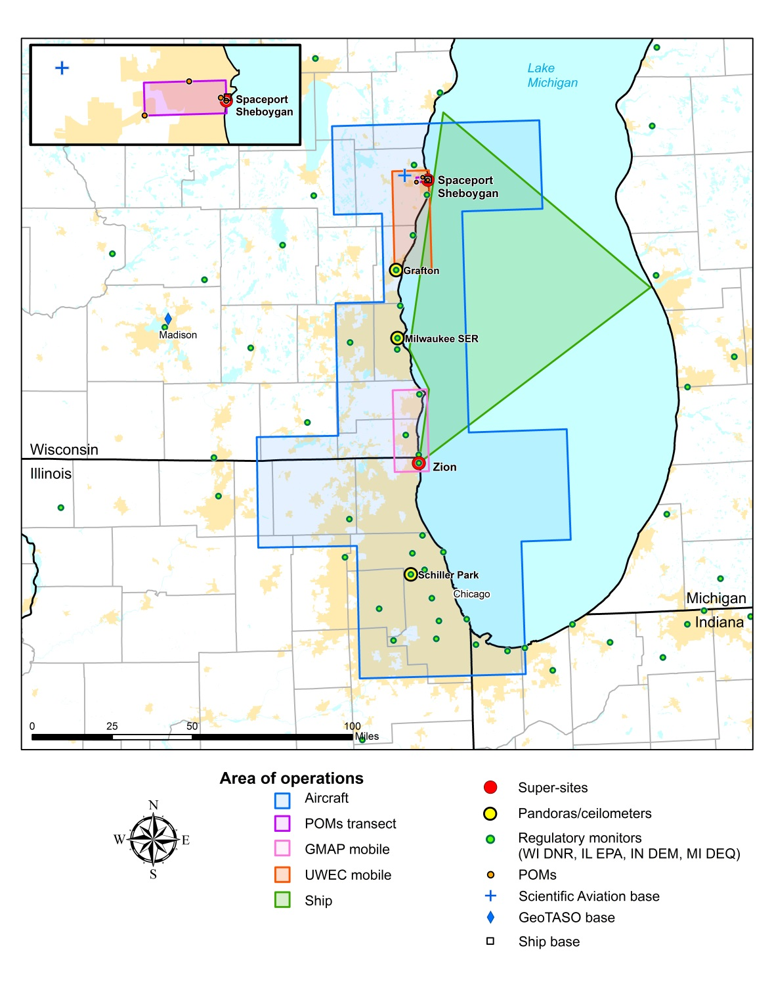 Lake
Michigan
Spaceport
Sheboygan
Spaceport
Sheboygan
Grafton
Madison
Milwaukee SER
Wisconsin
Illinois
Zion
Schiller Park
Chicago
Michigan
Indiana
0 25 50 100
Miles
Area of operations
Aircraft
POMs transect
GMAP mobile
UWEC mobile
Ship
N
W E
S
Super-sites
Pandoras/ceilometers
Regulatory monitors
(WI DNR, IL EPA, IN DEM, MI DEQ)
POMs
Scientific Aviation base
GeoTASO base
Ship base